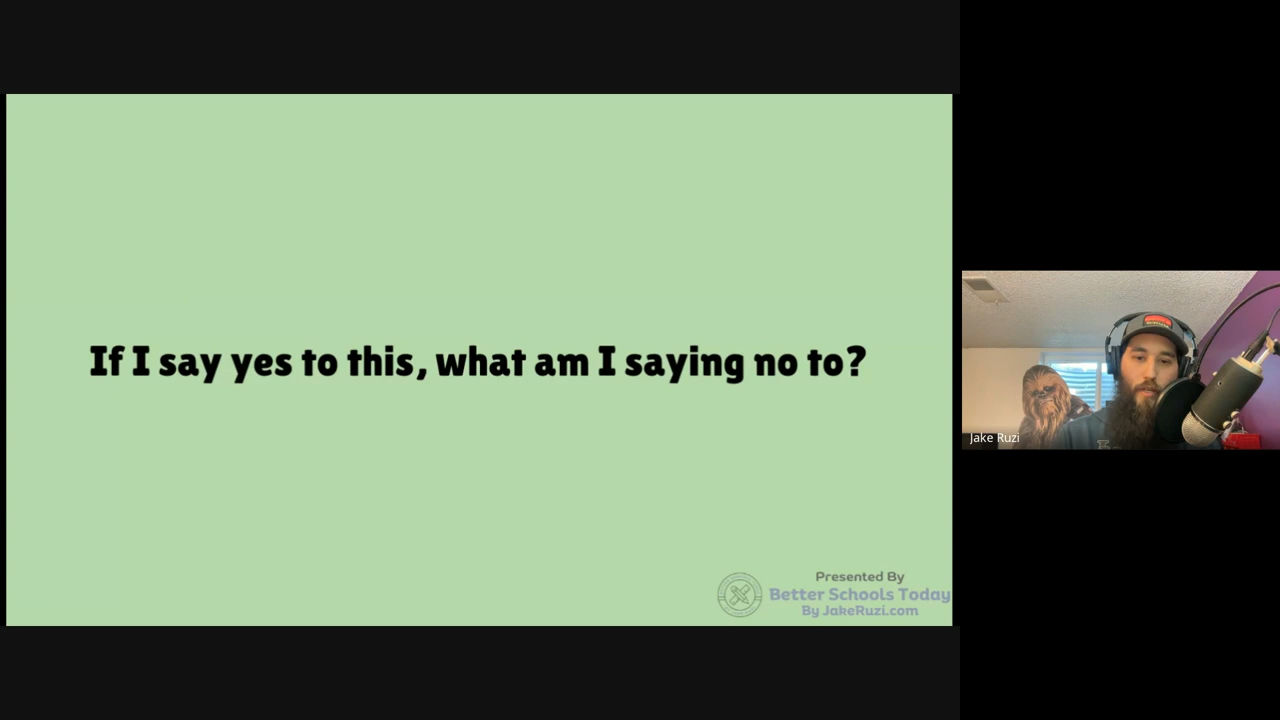 If I say yes to this, what am I saying no to?
Presented By
Better Schools Today
By JakeRuzi.com
Jake Ruzi